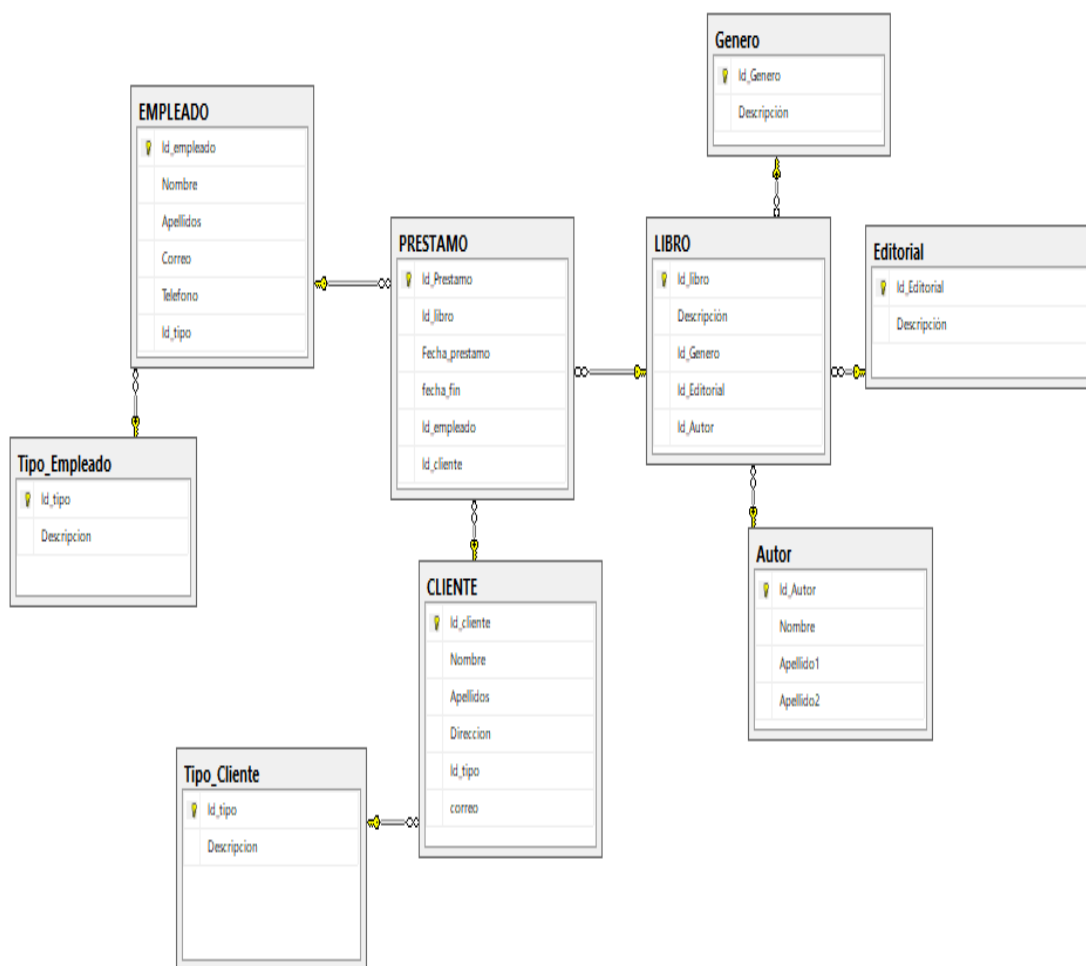 Genero
Id_Genero
Descripción
EMPLEADO
Id_empleado
Nombre
Apellidos
Correo
Telefono
Id_tipo
PRESTAMO
Id_Prestamo
Id_libro
Fecha_prestamo
fecha_fin
Id_empleado
Id_cliente
LIBRO
Id_libro
Descripción
Id_Genero
Id_Editorial
Id_Autor
Editorial
Id_Editorial
Descripción
Tipo_Empleado
Id_tipo
Descripcion
Autor
Id_Autor
Nombre
Apellido1
Apellido2
CLIENTE
Id_cliente
Nombre
Apellidos
Direccion
Id_tipo
correo
Tipo_Cliente
Id_tipo
Descripcion